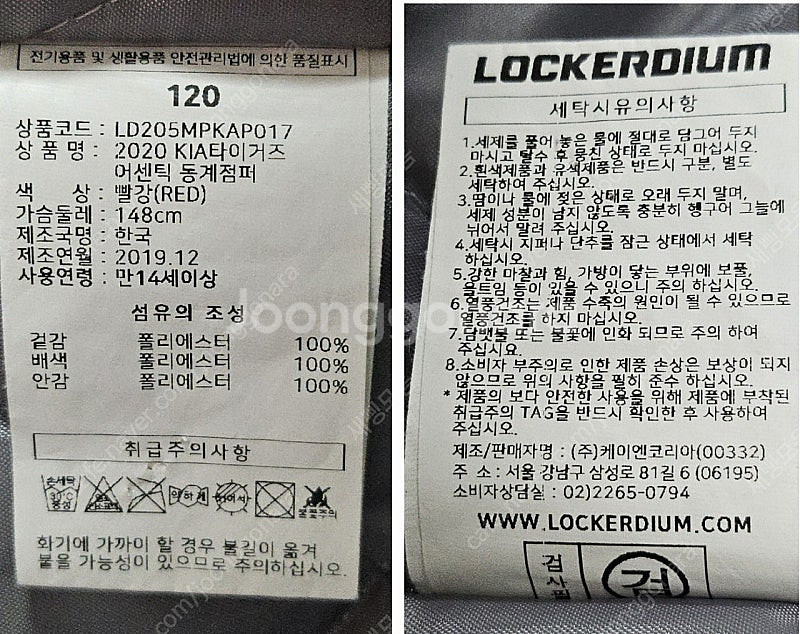 전기용품 및 생활용품 안전관리법에 의한 품질표시
120
상품코드 : LD205MPKAP017
상 품 명 : 2020 KIA타이거즈
어센틱 동계점퍼
색 상 : 빨강(RED)
가슴둘레 : 148cm
제조국명 : 한국
제조연월 : 2019.12
사용연령 : 만14세이상
섬유의 조성
겉감 폴리에스터 100%
배색 폴리에스터 100%
안감 폴리에스터 100%
취급주의사항
손세탁
30℃
중성
약하게
불꽃주의
화기에 가까이 할 경우 불길이 옮겨
붙을 가능성이 있으므로 주의하십시오.
LOCKERDIUM
세탁시유의사항
1.세제를 풀어 놓은 물에 절대로 담그어 두지
마시고 탈수 후 뭉친 상태로 두지 마십시오.
2.흰색제품과 유색제품은 반드시 구분, 별도
세탁하여 주십시오.
3.땀이나 물에 젖은 상태로 오래 두지 말며,
세제 성분이 남지 않도록 충분히 헹구어 그늘에
뉘어서 말려 주십시오.
4.세탁시 지퍼나 단추를 잠근 상태에서 세탁
하십시오.
5.강한 마찰과 힘, 가방이 닿는 부위에 보풀,
올트임 등이 있을 수 있으니 주의 하십시오.
6.열풍건조는 제품 수축의 원인이 될 수 있으므로
열풍건조를 하지 마십시오.
7.담뱃불 또는 불꽃에 인화 되므로 주의 하여
주십시요.
8.소비자 부주의로 인한 제품 손상은 보상이 되지
않으므로 위의 사항을 필히 준수 하십시오.
* 제품의 보다 안전한 사용을 위해 제품에 부착된
취급주의 TAG을 반드시 확인한 후 사용하여
주십시오.
제조/판매자명 : (주)케이엔코리아(00332)
주 소 : 서울 강남구 삼성로 81길 6 (06195)
소비자상담실 : 02)2265-0794
WWW.LOCKERDIUM.COM
검사필
검
Joonggo